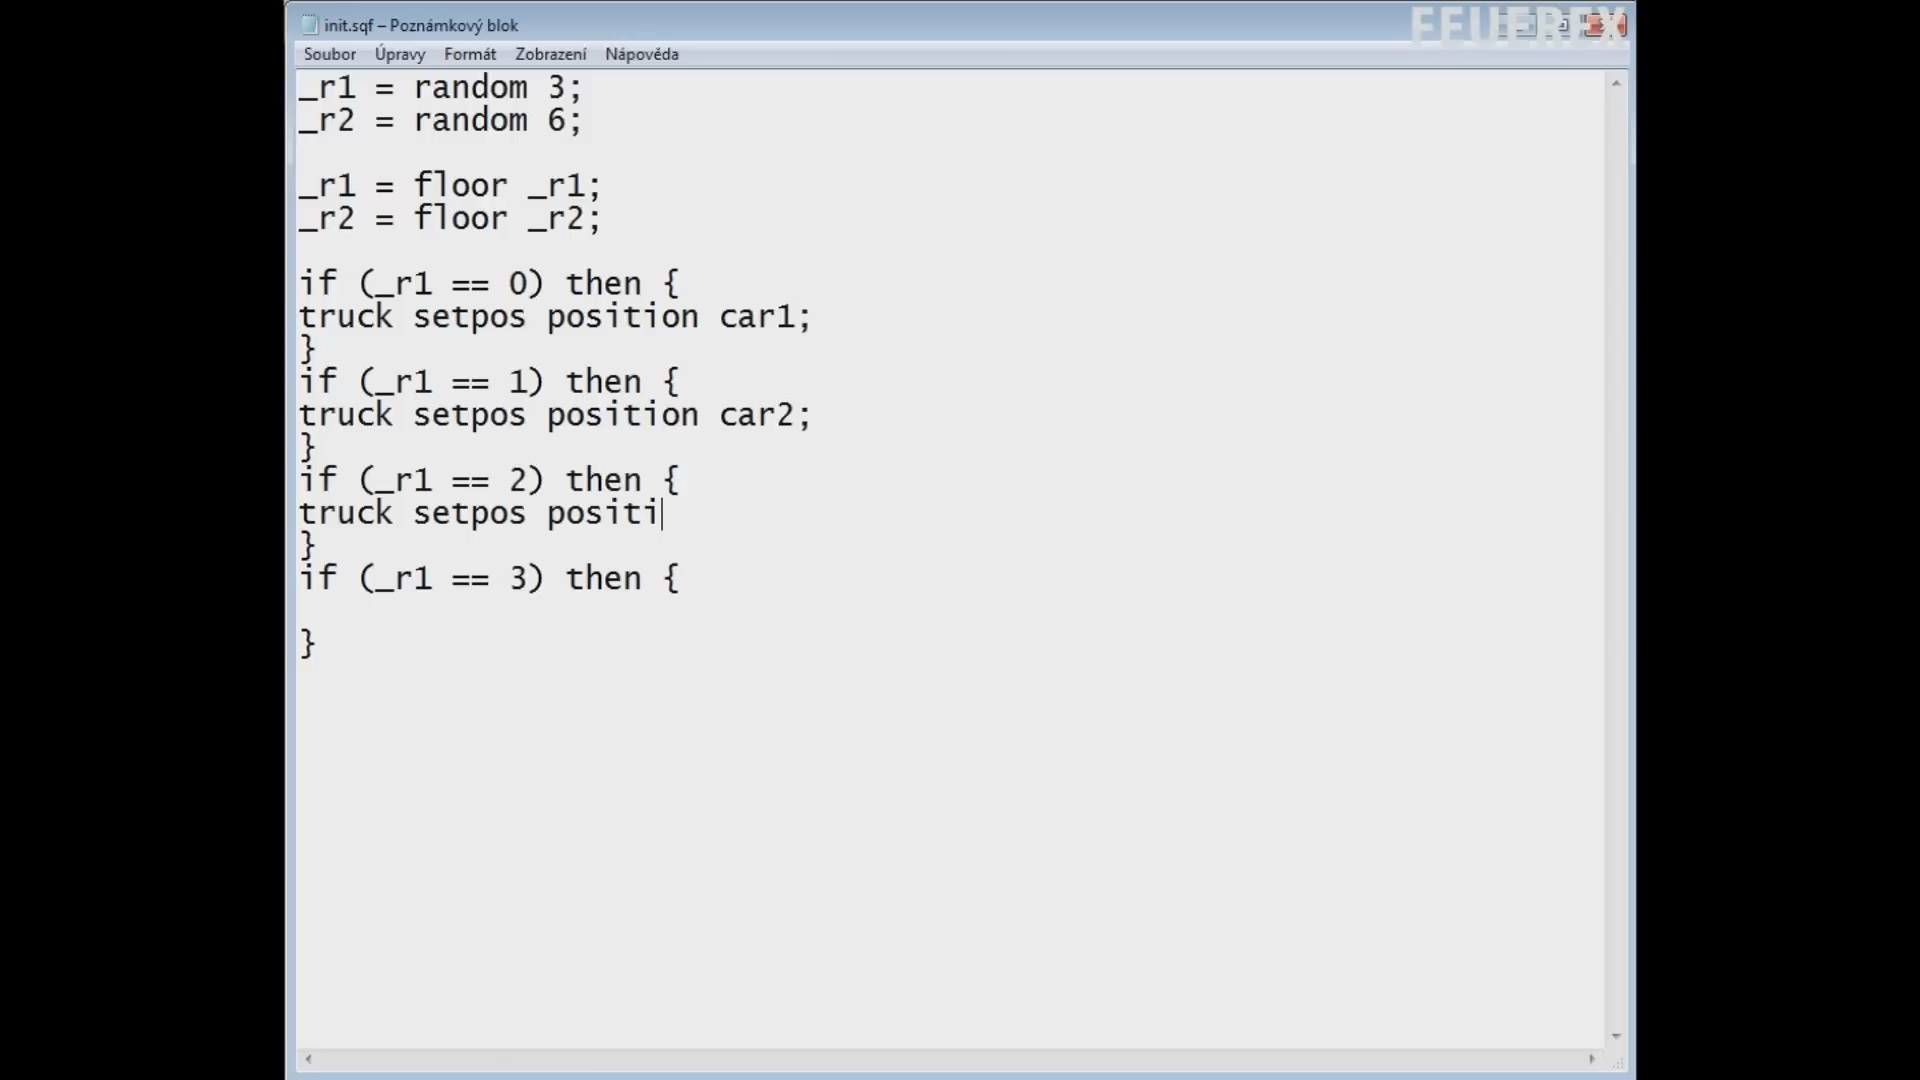 init.sqf – Poznámkový blok
FEUEREX
Soubor Úpravy Formát Zobrazení Nápověda
_r1 = random 3;
_r2 = random 6;
_r1 = floor _r1;
_r2 = floor _r2;
if (_r1 == 0) then {
truck setpos position car1;
}
if (_r1 == 1) then {
truck setpos position car2;
}
if (_r1 == 2) then {
truck setpos positi
}
if (_r1 == 3) then {
}